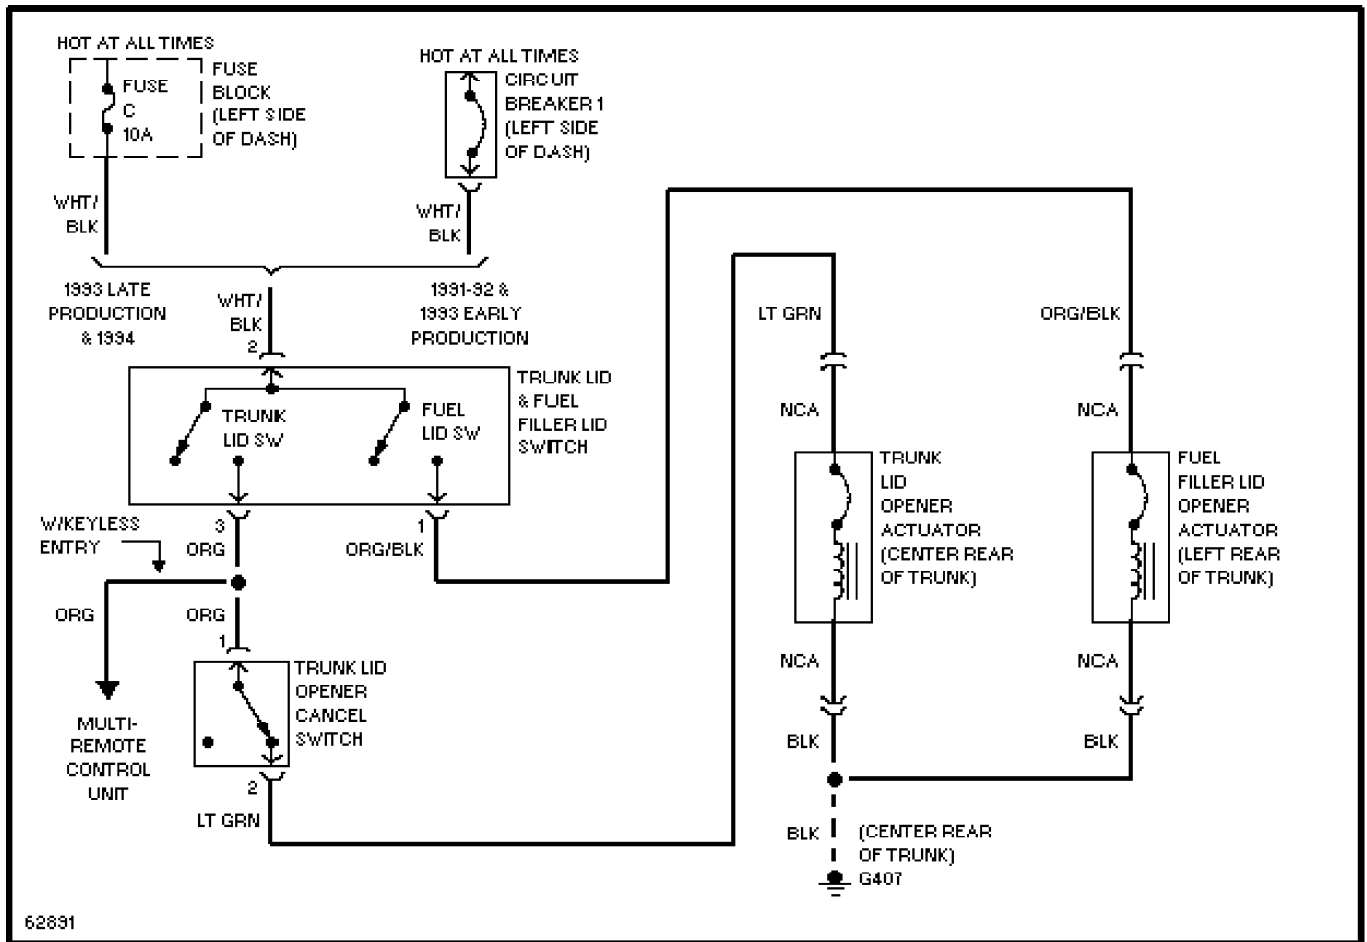 HOT AT ALL TIMES
FUSE
C
10A
FUSE
BLOCK
(LEFT SIDE
OF DASH)
HOT AT ALL TIMES
CIRCUIT
BREAKER 1
(LEFT SIDE
OF DASH)
WHT/
BLK
WHT/
BLK
1993 LATE
PRODUCTION
& 1994
WHT/
BLK
2
1991-92 &
1993 EARLY
PRODUCTION
TRUNK
LID SW
FUEL
LID SW
TRUNK LID
& FUEL
FILLER LID
SWITCH
W/KEYLESS
ENTRY
3
ORG
1
ORG/BLK
ORG
ORG
1
MULTI-
REMOTE
CONTROL
UNIT
TRUNK LID
OPENER
CANCEL
SWITCH
2
LT GRN
LT GRN
ORG/BLK
NCA
NCA
TRUNK
LID
OPENER
ACTUATOR
(CENTER REAR
OF TRUNK)
FUEL
FILLER LID
OPENER
ACTUATOR
(LEFT REAR
OF TRUNK)
NCA
NCA
BLK
BLK
BLK
(CENTER REAR
OF TRUNK)
G407
62891